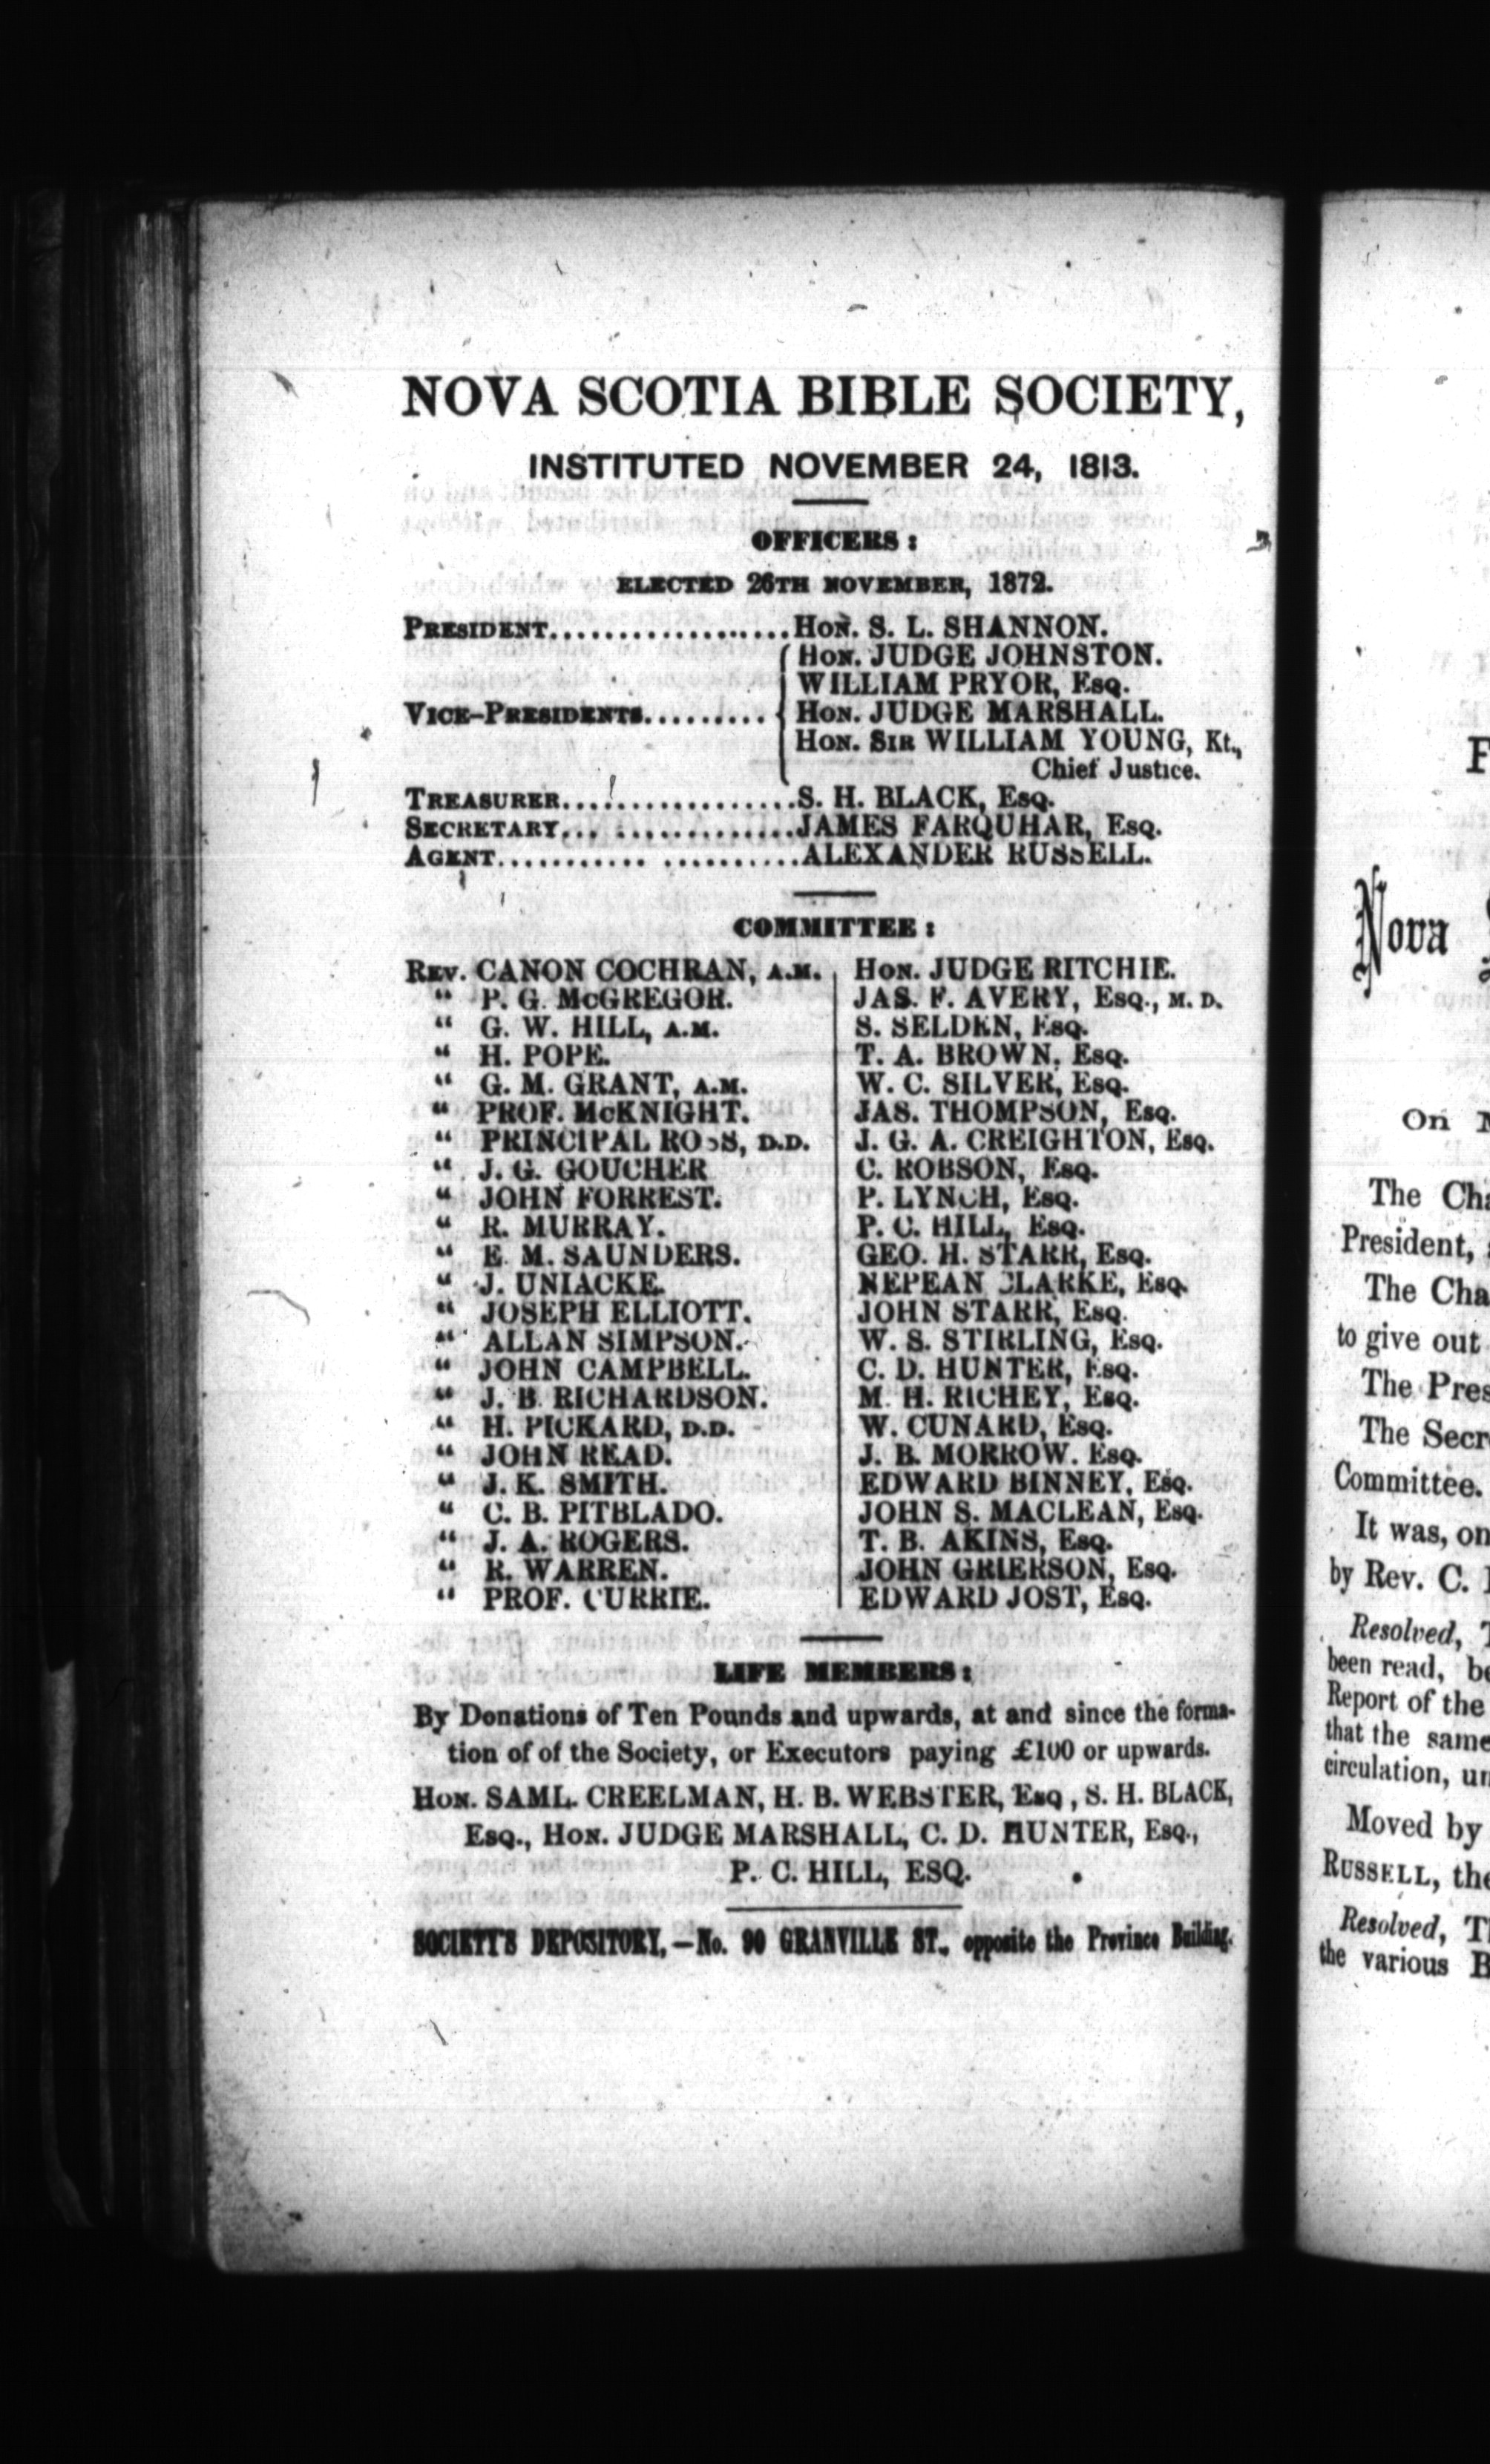 NOVA SCOTIA BIBLE SOCIETY,
INSTITUTED NOVEMBER 24, 1813.
OFFICERS:
ELECTED 26TH NOVEMBER, 1872.
PRESIDENT..................HON. S. L. SHANNON.
HON. JUDGE JOHNSTON.
WILLIAM PRYOR, ESQ.
VICE-PRESIDENTS......... HON. JUDGE MARSHALL.
HON. SIR WILLIAM YOUNG, Kt.,
Chief Justice.
TREASURER..................S. H. BLACK, ESQ.
SECRETARY... ..............JAMES FARQUHAR, ESQ.
AGENT........... ..........ALEXANDER RUSSELL.
COMMITTEE:
REV. CANON COCHRAN, A.M.
" P. G. McGREGOR.
" G. W. HILL, A.M.
" H. POPE.
" G. M. GRANT, A.M.
" PROF. McKNIGHT.
" PRINCIPAL ROSS, D.D.
" J. G. GOUCHER
" JOHN FORREST.
" R. MURRAY.
" E. M. SAUNDERS.
" J. UNIACKE.
" JOSEPH ELLIOTT.
" ALLAN SIMPSON.
" JOHN CAMPBELL.
" J. B. RICHARDSON.
" H. PICKARD, D.D.
" JOHN READ.
" J. K. SMITH.
" C. B. PITBLADO.
" J. A. ROGERS.
" R. WARREN.
" PROF. CURRIE.
HON. JUDGE RITCHIE.
JAS. F. AVERY, ESQ., M. D.
S. SELDEN, ESQ.
T. A. BROWN, ESQ.
W. C. SILVER, ESQ.
JAS. THOMPSON, ESQ.
J. G. A. CREIGHTON, ESQ.
C. ROBSON, ESQ.
P. LYNCH, ESQ.
P. C. HILL, ESQ.
GEO. H. STARR, ESQ.
NEPEAN CLARKE, ESQ.
JOHN STARR, ESQ.
W. S. STIRLING, ESQ.
C. D. HUNTER, ESQ.
M. H. RICHEY, ESQ.
W. CUNARD, ESQ.
J. B. MORROW. ESQ.
EDWARD BINNEY, ESQ.
JOHN S. MACLEAN, ESQ.
T. B. AKINS, ESQ.
JOHN GRIERSON, ESQ.
EDWARD JOST, ESQ.
LIFE MEMBERS:
By Donations of Ten Pounds and upwards, at and since the forma-
tion of of the Society, or Executors paying £100 or upwards.
HON. SAML. CREELMAN, H. B. WEBSTER, ESQ, S. H. BLACK,
ESQ., HON. JUDGE MARSHALL, C. D. HUNTER, ESQ.,
P. C. HILL, ESQ.
SOCIETY'S DEPOSITORY,—No. 90 GRANVILLE ST., opposite the Province Building.
Nova
On
The
President,
The
to give out
The
The
Committee.
It was, on
by Rev. C.
Resolved,
been read,
Report of the
that the same
circulation,
Moved by
RUSSELL, the
Resolved,
the various